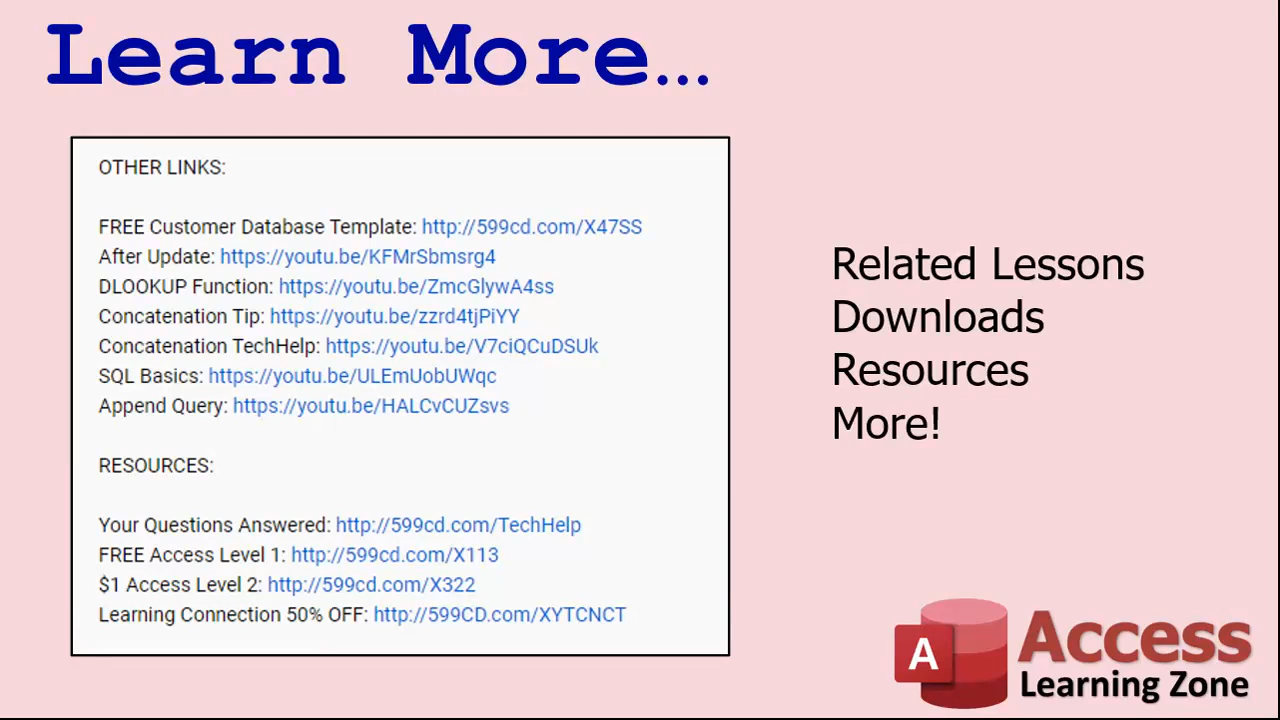 Learn More...
OTHER LINKS:
FREE Customer Database Template: http://599cd.com/X47SS
After Update: https://youtu.be/KFMrSbmsrg4
DLOOKUP Function: https://youtu.be/ZmcGlywA4ss
Concatenation Tip: https://youtu.be/zzrd4tjPiYY
Concatenation TechHelp: https://youtu.be/V7ciQCuDSUk
SQL Basics: https://youtu.be/ULEmUobUWqc
Append Query: https://youtu.be/HALCvCUZsvs
RESOURCES:
Your Questions Answered: http://599cd.com/TechHelp
FREE Access Level 1: http://599cd.com/X113
$1 Access Level 2: http://599cd.com/X322
Learning Connection 50% OFF: http://599CD.com/XYTCNCT
Related Lessons
Downloads
Resources
More!
A
Access
Learning Zone